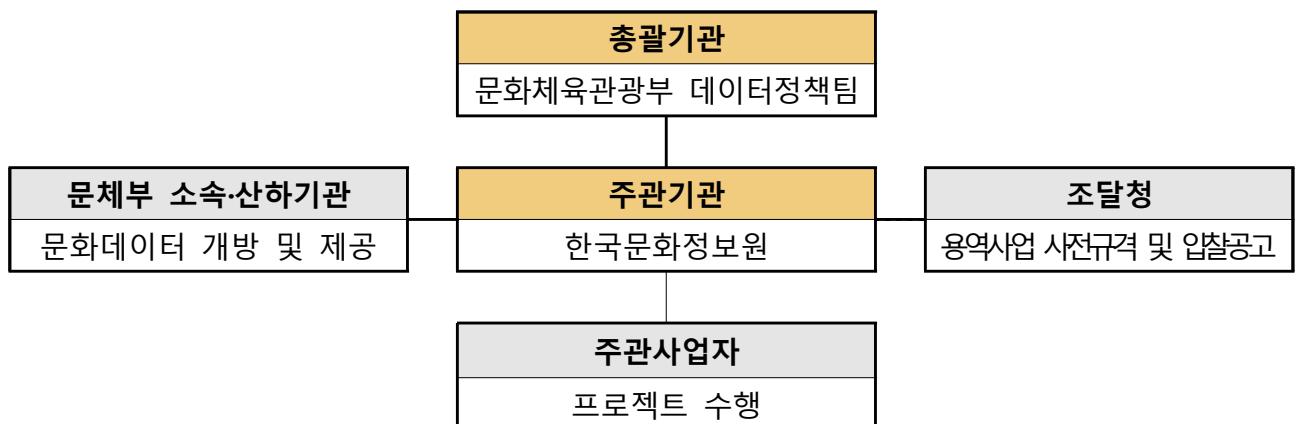 총괄기관
문화체육관광부 데이터정책팀
문체부 소속·산하기관
문화데이터 개방 및 제공
주관기관
한국문화정보원
조달청
용역사업 사전규격 및 입찰공고
주관사업자
프로젝트 수행